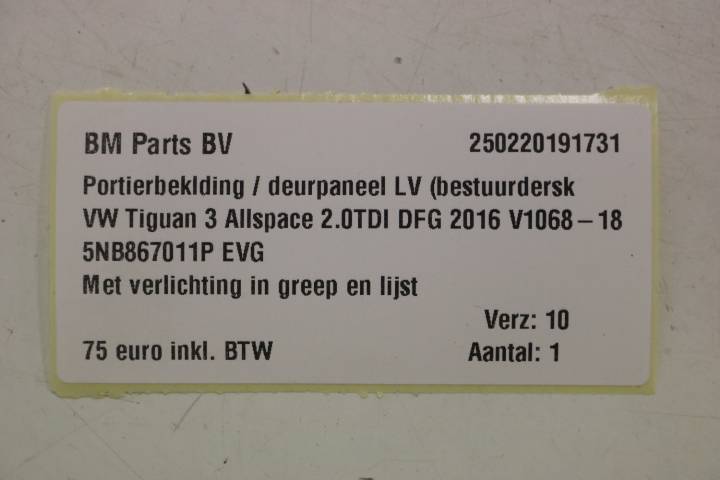 BM Parts BV 250220191731
Portierbeklding / deurpaneel LV (bestuurdersk
VW Tiguan 3 Allspace 2.0TDI DFG 2016 V1068-18
5NB867011P EVG
Met verlichting in greep en lijst
Verz: 10
75 euro inkl. BTW Aantal: 1